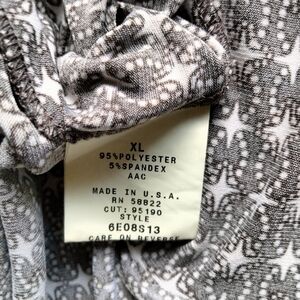 XL
95%POLYESTER
5%SPANDEX
AAC
MADE IN U.S.A.
RN 58822
CUT: 95190
STYLE
6E08S13
CARE ON REVERSE